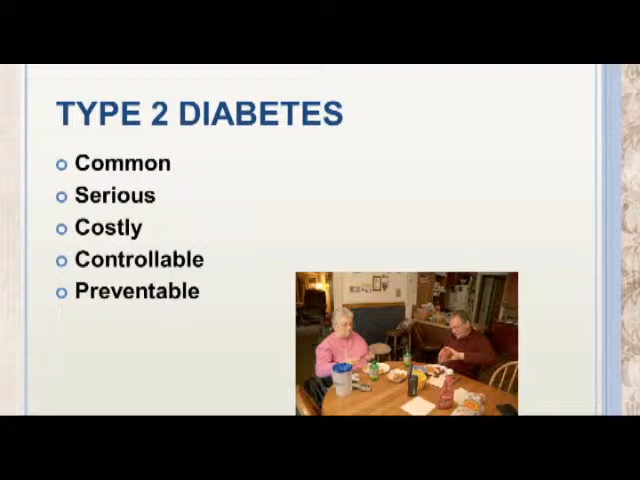 TYPE 2 DIABETES
Common
Serious
Costly
Controllable
Preventable